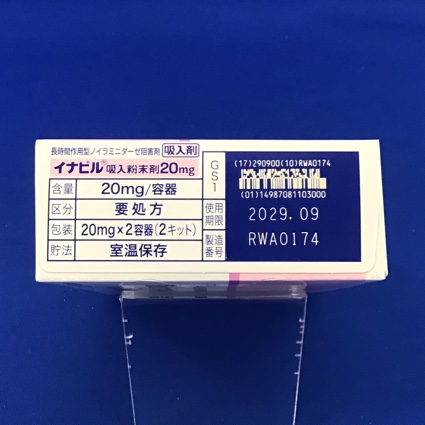 長時間作用型ノイラミニダーゼ阻害剤 吸入剤
イナビル® 吸入粉末剤20mg
含量 20mg/容器
区分 要処方
包装 20mg×2容器(2キット)
貯法 室温保存
GS1
使用期限
製造番号
(17)290900(10)RWA0174
(01)14987081103000
2029.09
RWA0174